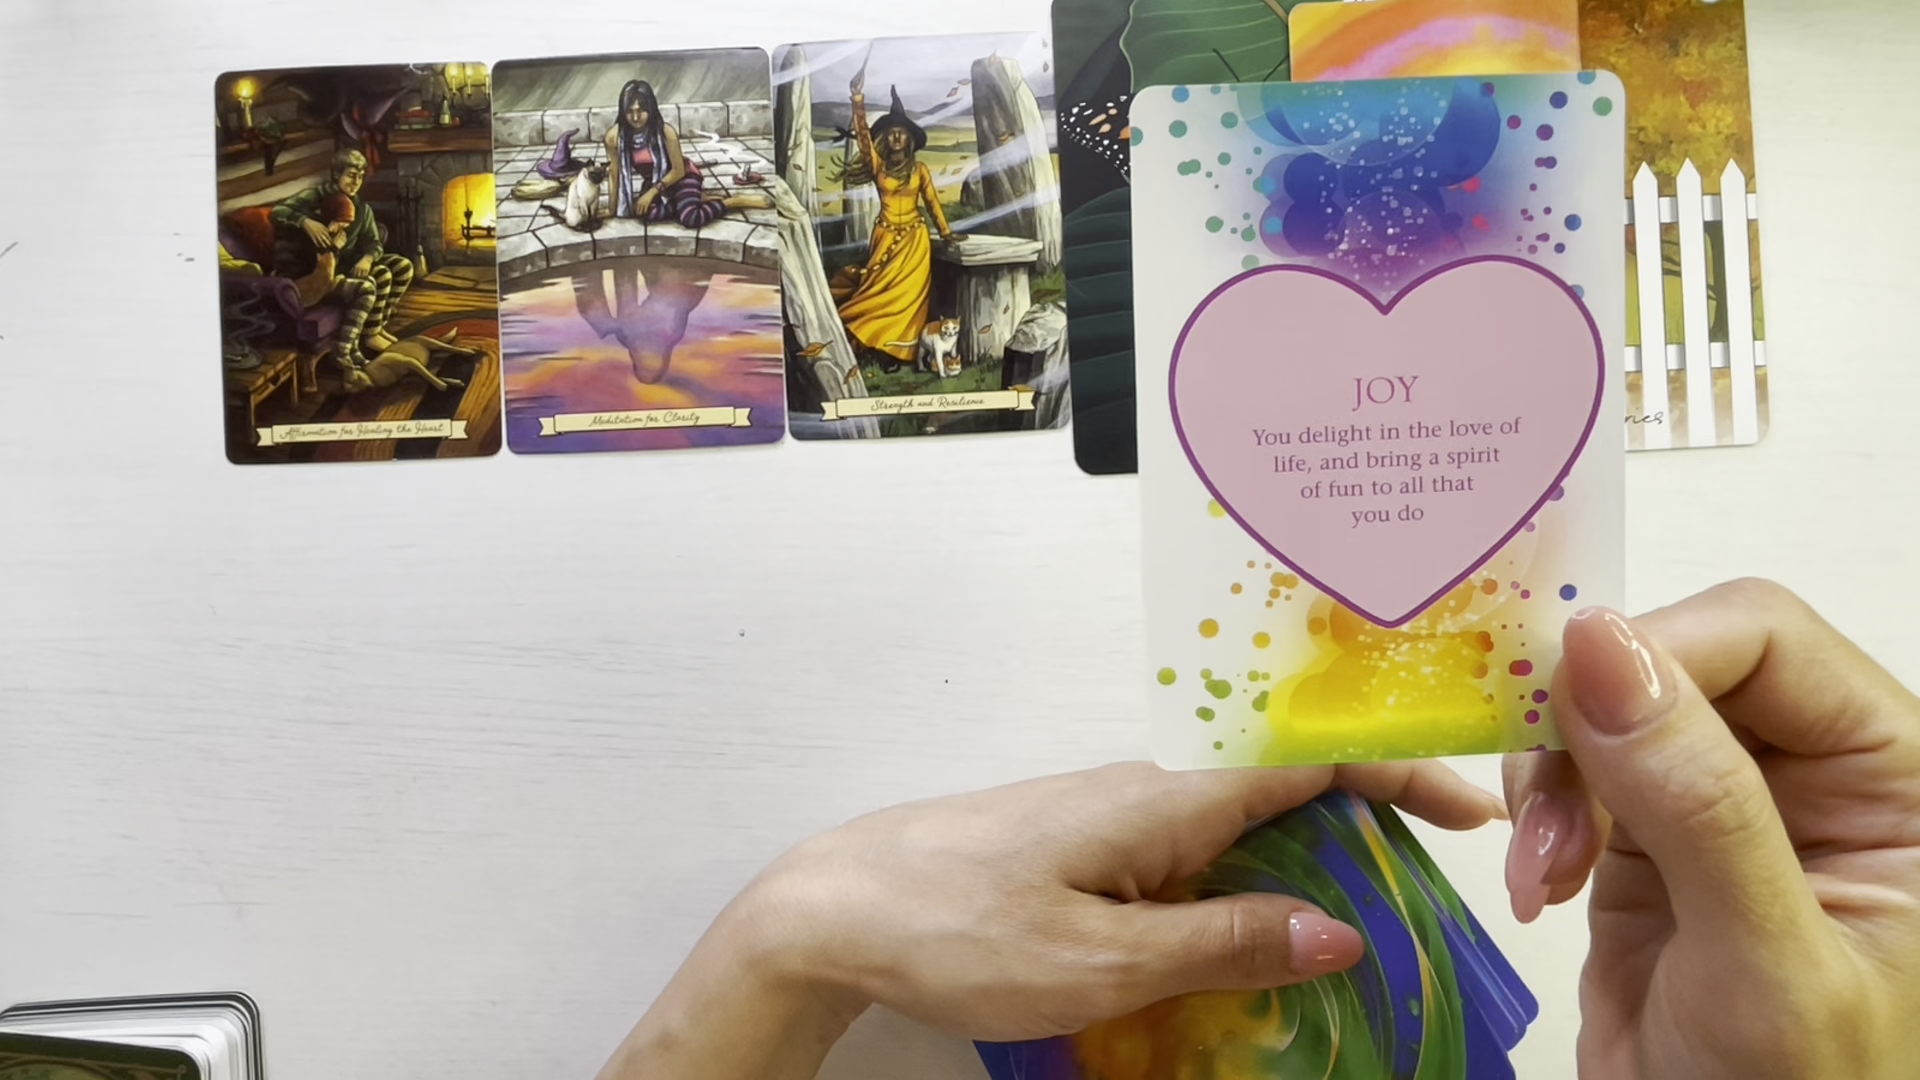 Affirmation for Healing the Heart
Meditation for Clarity
Strength and Resilience
JOY
You delight in the love of
life, and bring a spirit
of fun to all that
you do